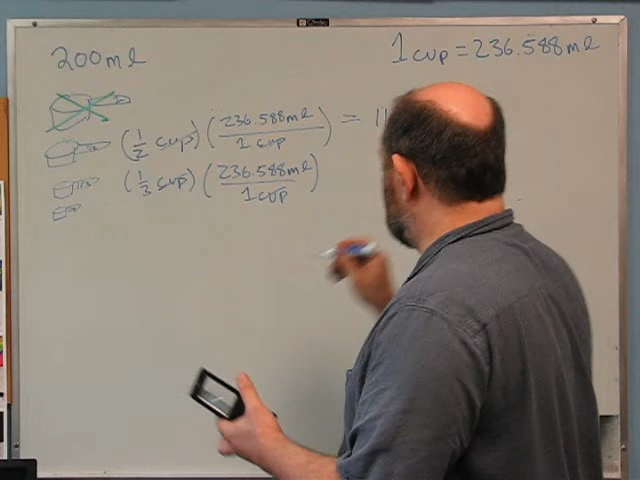 200ml
1 cup = 236.588ml
(1/2 cup) (236.588ml / 1 cup) = 11
(1/3 cup) (236.588ml / 1 cup)